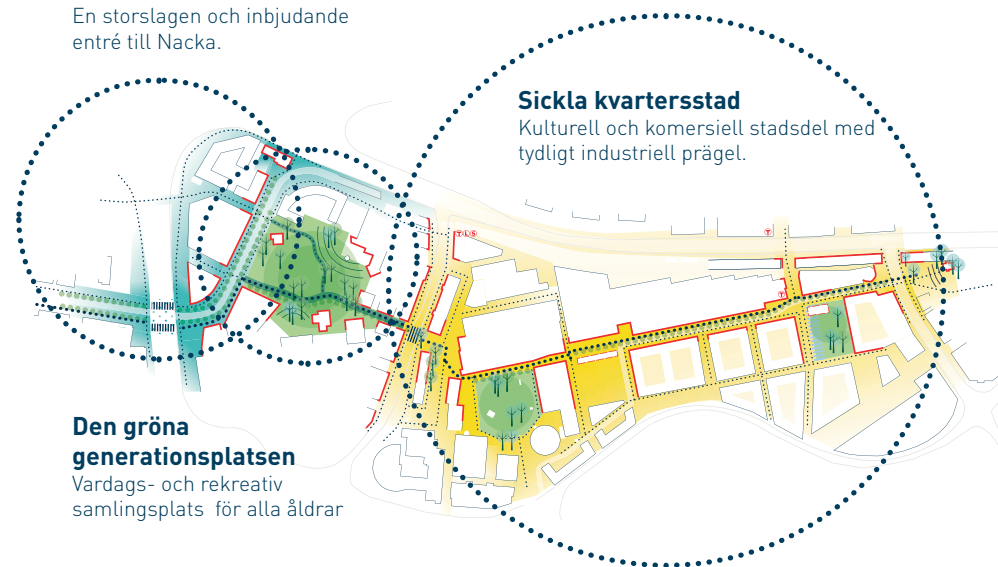 En storslagen och inbjudande
entré till Nacka.
Sickla kvartersstad
Kulturell och komersiell stadsdel med
tydligt industriell prägel.
T L S
T
T
Den gröna
generationsplatsen
Vardags- och rekreativ
samlingsplats för alla åldrar